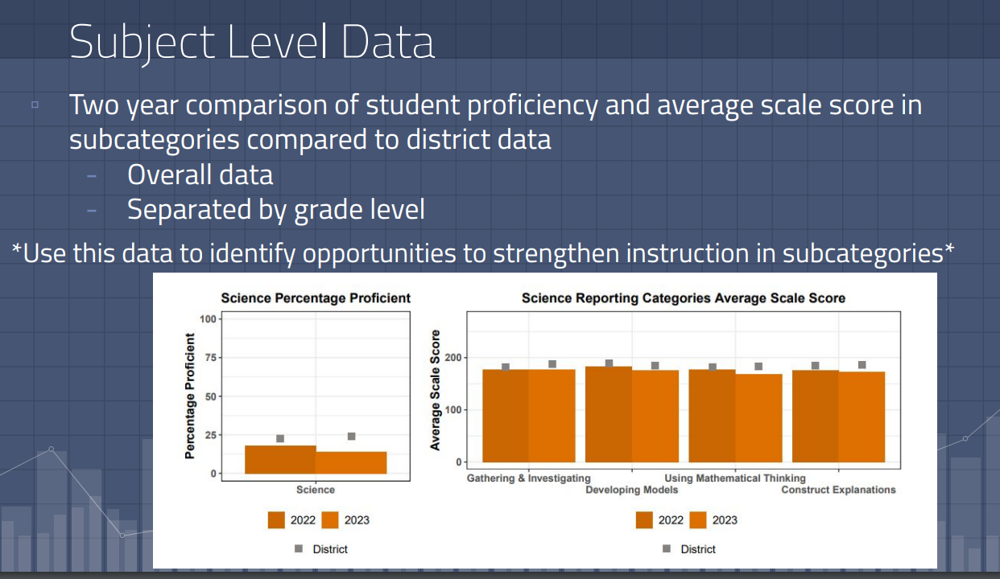 Subject Level Data
Two year comparison of student proficiency and average scale score in
subcategories compared to district data
- Overall data
- Separated by grade level
*Use this data to identify opportunities to strengthen instruction in subcategories*
Science Percentage Proficient
Percentage Proficient
100
75
50
25
0
Science
2022 2023
District
Science Reporting Categories Average Scale Score
Average Scale Score
200
100
0
Gathering & Investigating
Developing Models
Using Mathematical Thinking
Construct Explanations
2022 2023
District